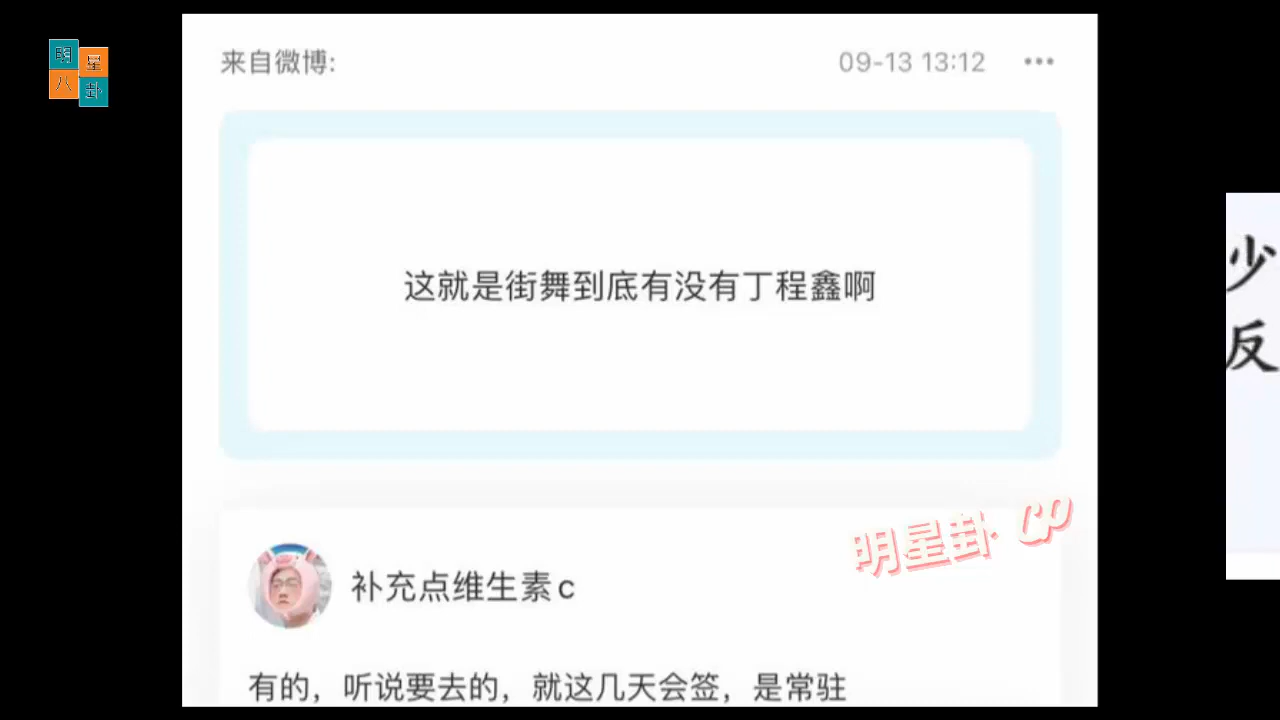 明星
八卦
来自微博:
09-13 13:12
这就是街舞到底有没有丁程鑫啊
少
反
明星卦
补充点维生素c
有的，听说要去的，就这几天会签，是常驻